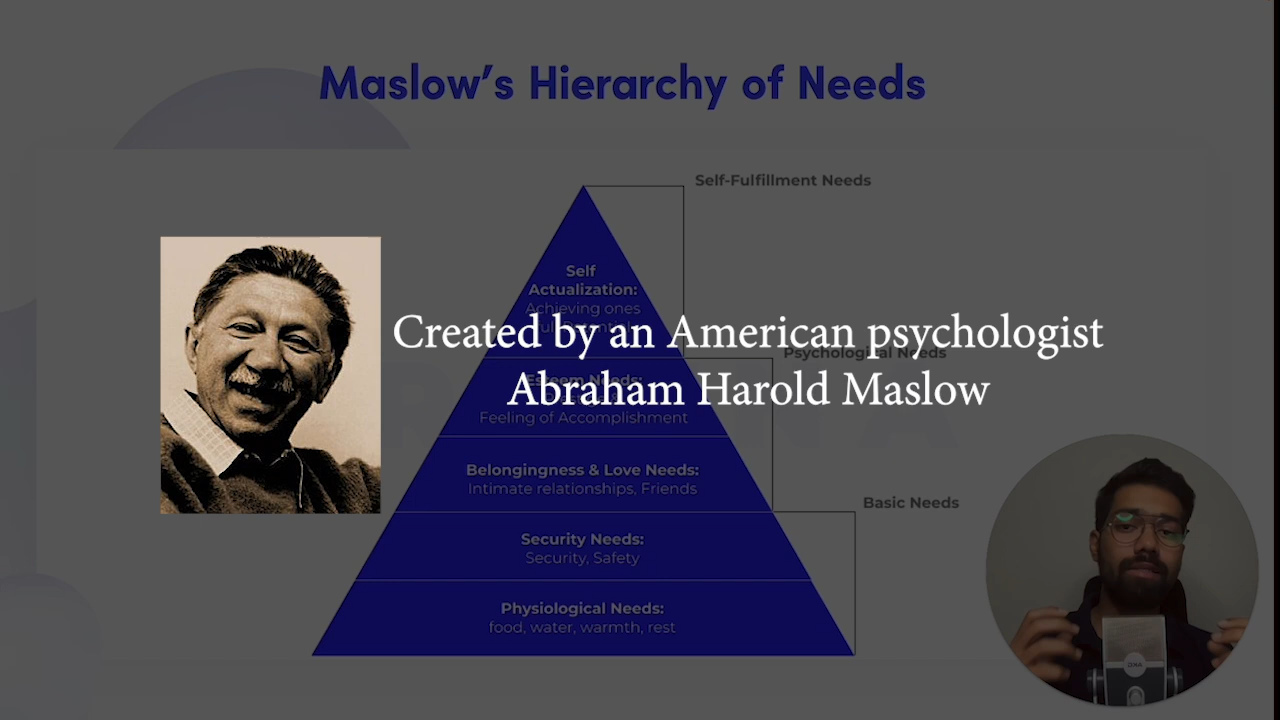 Maslow's Hierarchy of Needs
Self-Fulfillment Needs
Self
Actualization:
Achieving ones
Created by an American psychologist
Abraham Harold Maslow
Psychological Needs
Esteem Needs:
Feeling of Accomplishment
Belongingness & Love Needs:
Intimate relationships, Friends
Basic Needs
Security Needs:
Security, Safety
Physiological Needs:
food, water, warmth, rest